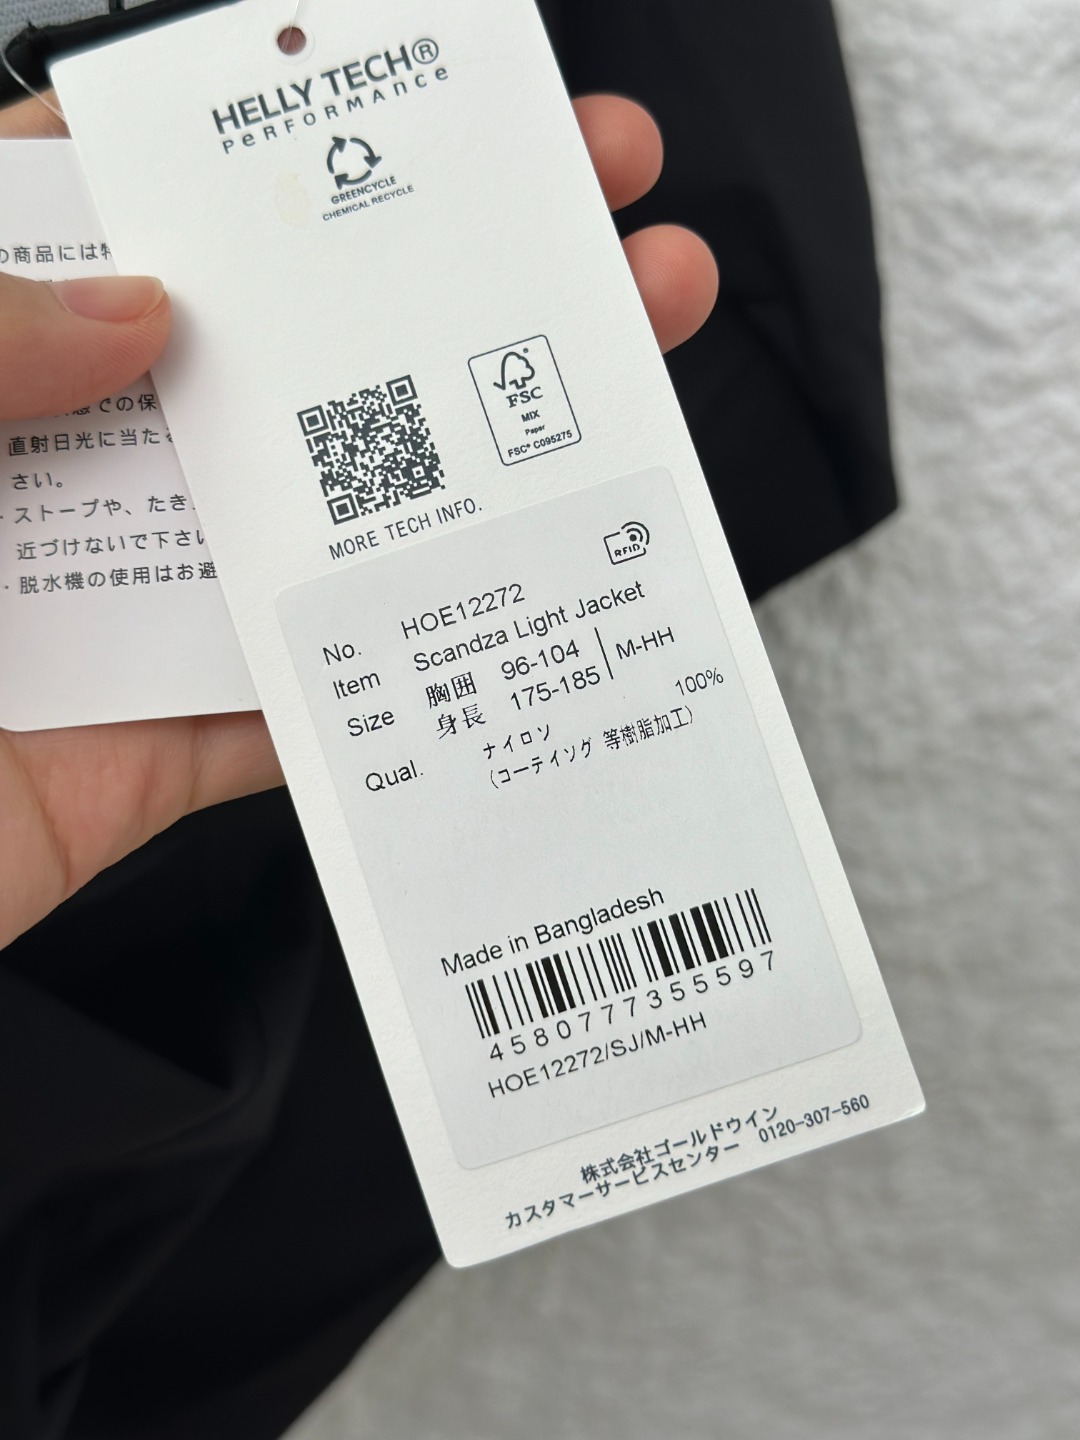 HELLY TECH®
PERFORMAnce
GREENCYCLE
CHEMICAL RECYCLE
の商品には特
での保
直射日光に当たる
さい。
・ストーブや、たき
近づけないで下さい
・脱水機の使用はお避
FSC
MIX
Paper
FSC® C095275
MORE TECH INFO.
RFID
No. HOE12272
Item Scandza Light Jacket
Size 胸囲 96-104 M-HH
身長 175-185
Qual. ナイロン 100%
(コーテイング 等樹脂加工)
Made in Bangladesh
4580777355597
HOE12272/SJ/M-HH
株式会社ゴールドウイン
カスタマーサービスセンター 0120-307-560